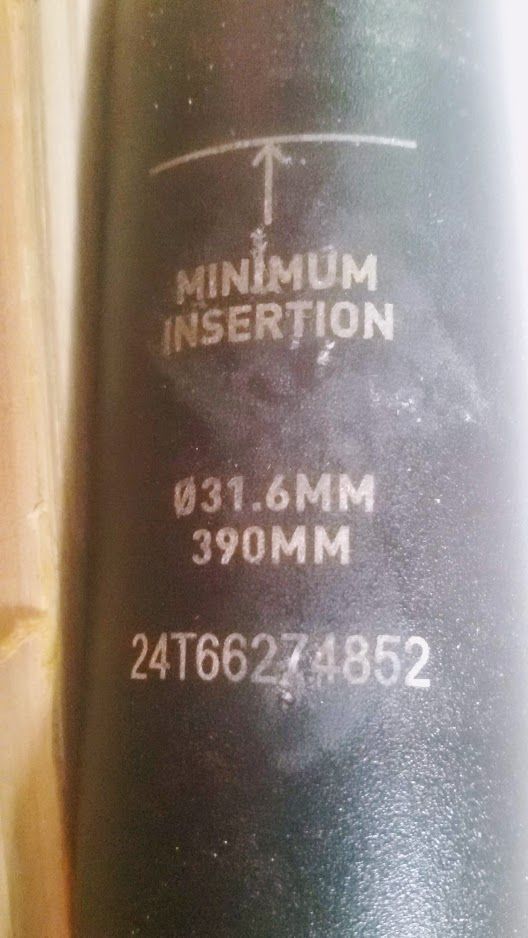 MINIMUM
INSERTION
Ø31.6MM
390MM
24T66274852